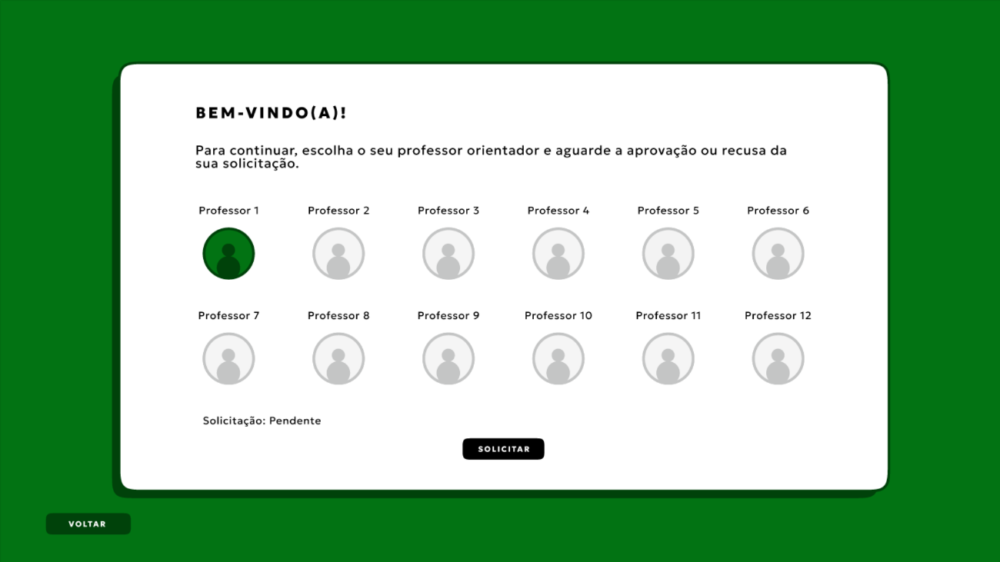 BEM-VINDO(A)!
Para continuar, escolha o seu professor orientador e aguarde a aprovação ou recusa da
sua solicitação.
Professor 1 Professor 2 Professor 3 Professor 4 Professor 5 Professor 6
Professor 7 Professor 8 Professor 9 Professor 10 Professor 11 Professor 12
Solicitação: Pendente
SOLICITAR
VOLTAR